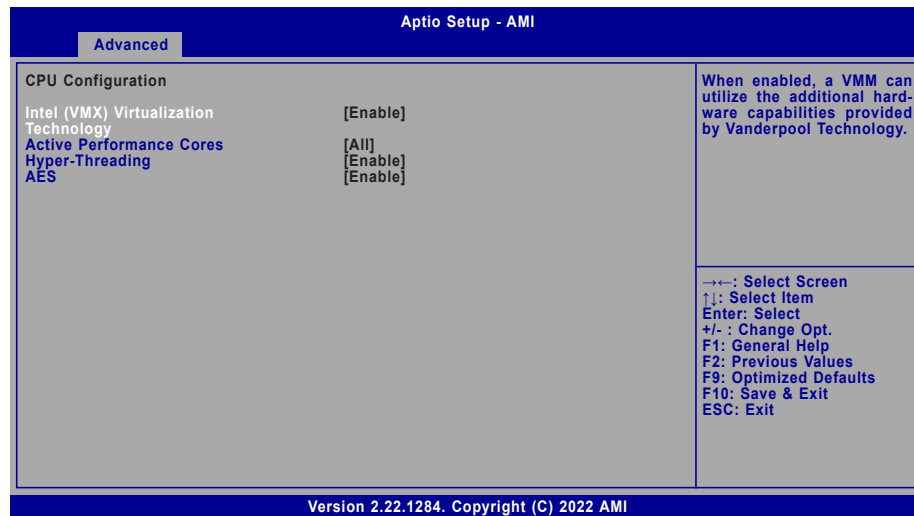 Aptio Setup - AMI
Advanced
CPU Configuration
Intel (VMX) Virtualization [Enable]
Technology
Active Performance Cores [All]
Hyper-Threading [Enable]
AES [Enable]
When enabled, a VMM can
utilize the additional hard-
ware capabilities provided
by Vanderpool Technology.
→←: Select Screen
↑↓: Select Item
Enter: Select
+/- : Change Opt.
F1: General Help
F2: Previous Values
F9: Optimized Defaults
F10: Save & Exit
ESC: Exit
Version 2.22.1284. Copyright (C) 2022 AMI